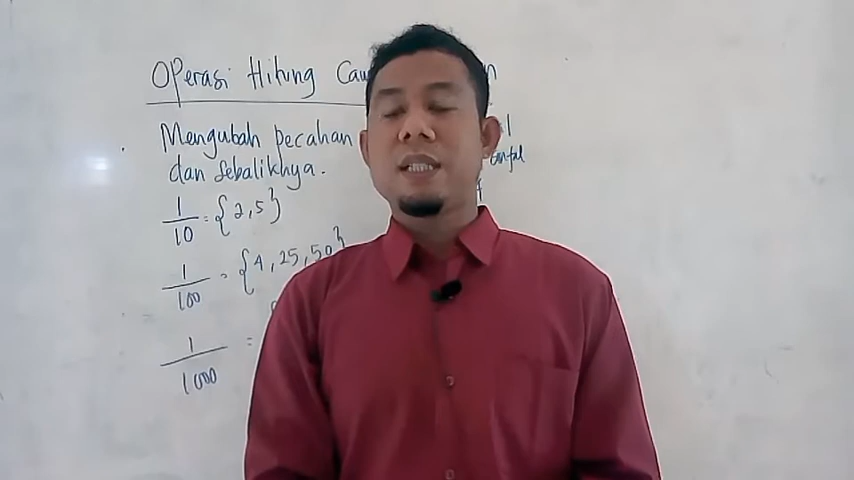 Operasi Hitung
Mengubah pecahan
dan sebaliknya.
1/10 = {2,5}
1/100 = {4, 25, 50}
1/1000 =